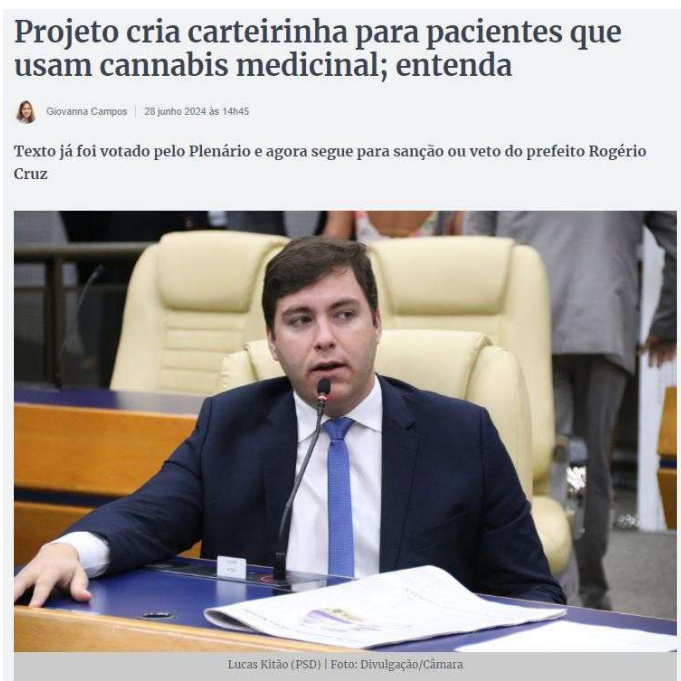 Projeto cria carteirinha para pacientes que
usam cannabis medicinal; entenda
Giovanna Campos | 28 junho 2024 às 14h45
Texto já foi votado pelo Plenário e agora segue para sanção ou veto do prefeito Rogério
Cruz
Lucas Kitão (PSD) | Foto: Divulgação/Câmara